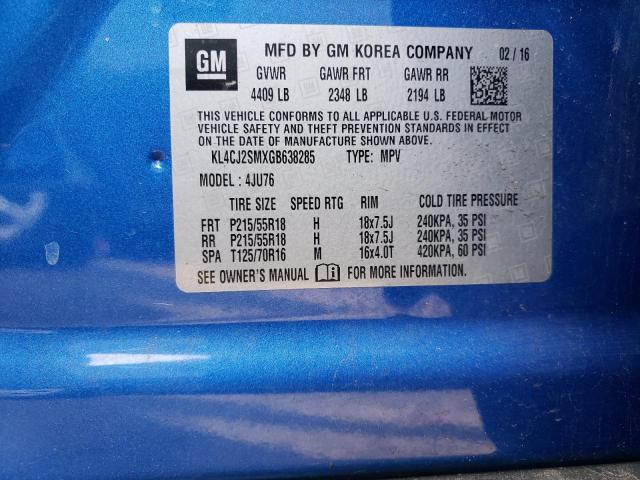 GM MFD BY GM KOREA COMPANY 02 / 16
GVWR GAWR FRT GAWR RR
4409 LB 2348 LB 2194 LB
THIS VEHICLE CONFORMS TO ALL APPLICABLE U.S. FEDERAL MOTOR
VEHICLE SAFETY AND THEFT PREVENTION STANDARDS IN EFFECT
ON THE DATE OF MANUFACTURE SHOWN ABOVE.
KL4CJ2SMXGB638285 TYPE: MPV
MODEL : 4JU76
TIRE SIZE SPEED RTG RIM COLD TIRE PRESSURE
FRT P215/55R18 H 18x7.5J 240KPA, 35 PSI
RR P215/55R18 H 18x7.5J 240KPA, 35 PSI
SPA T125/70R16 M 16x4.0T 420KPA, 60 PSI
SEE OWNER'S MANUAL FOR MORE INFORMATION.